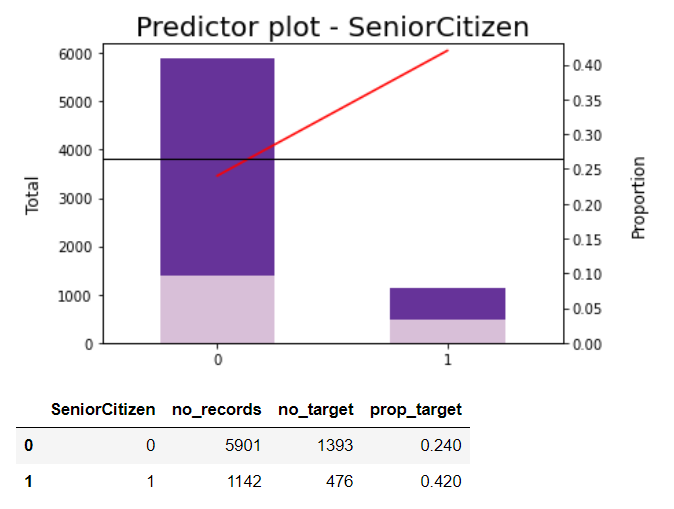 Predictor plot - SeniorCitizen
6000
5000
4000
3000
2000
1000
0
Total
0.40
0.35
0.30
0.25
0.20
0.15
0.10
0.05
0.00
Proportion
0 1
SeniorCitizen no_records no_target prop_target
0 0 5901 1393 0.240
1 1 1142 476 0.420